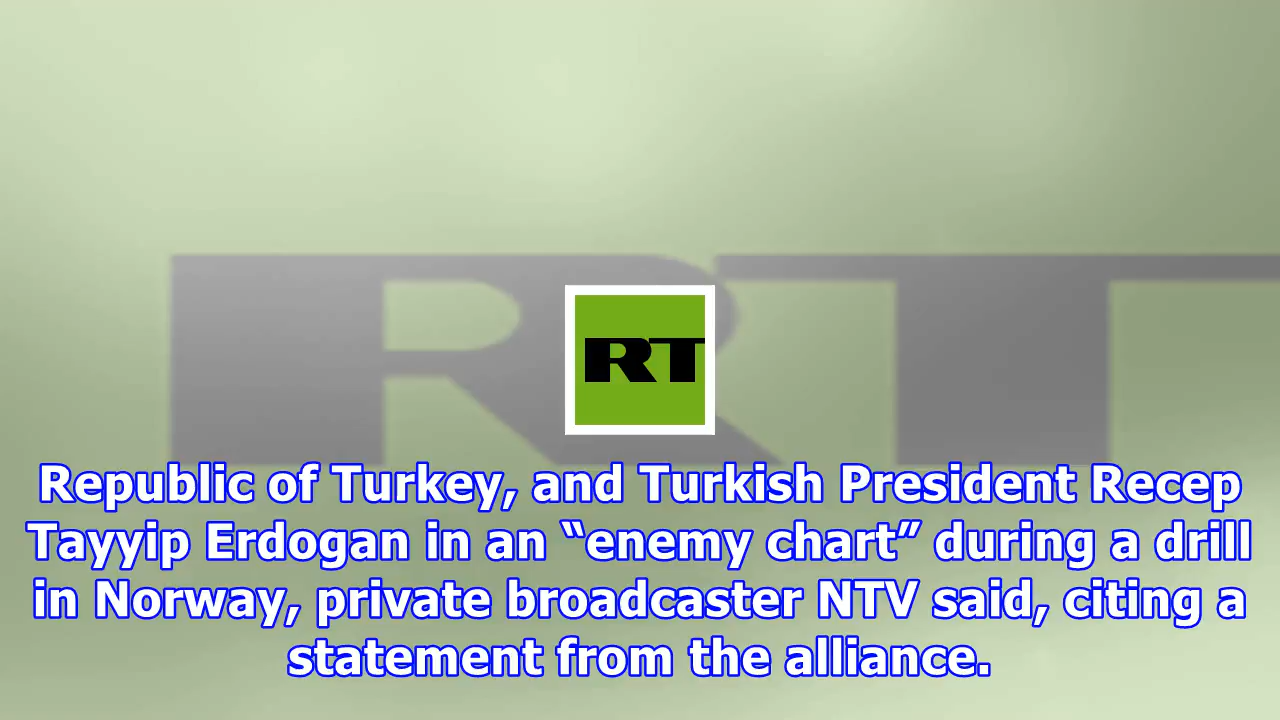 RT
RT
Republic of Turkey, and Turkish President Recep
Tayyip Erdogan in an “enemy chart” during a drill
in Norway, private broadcaster NTV said, citing a
statement from the alliance.